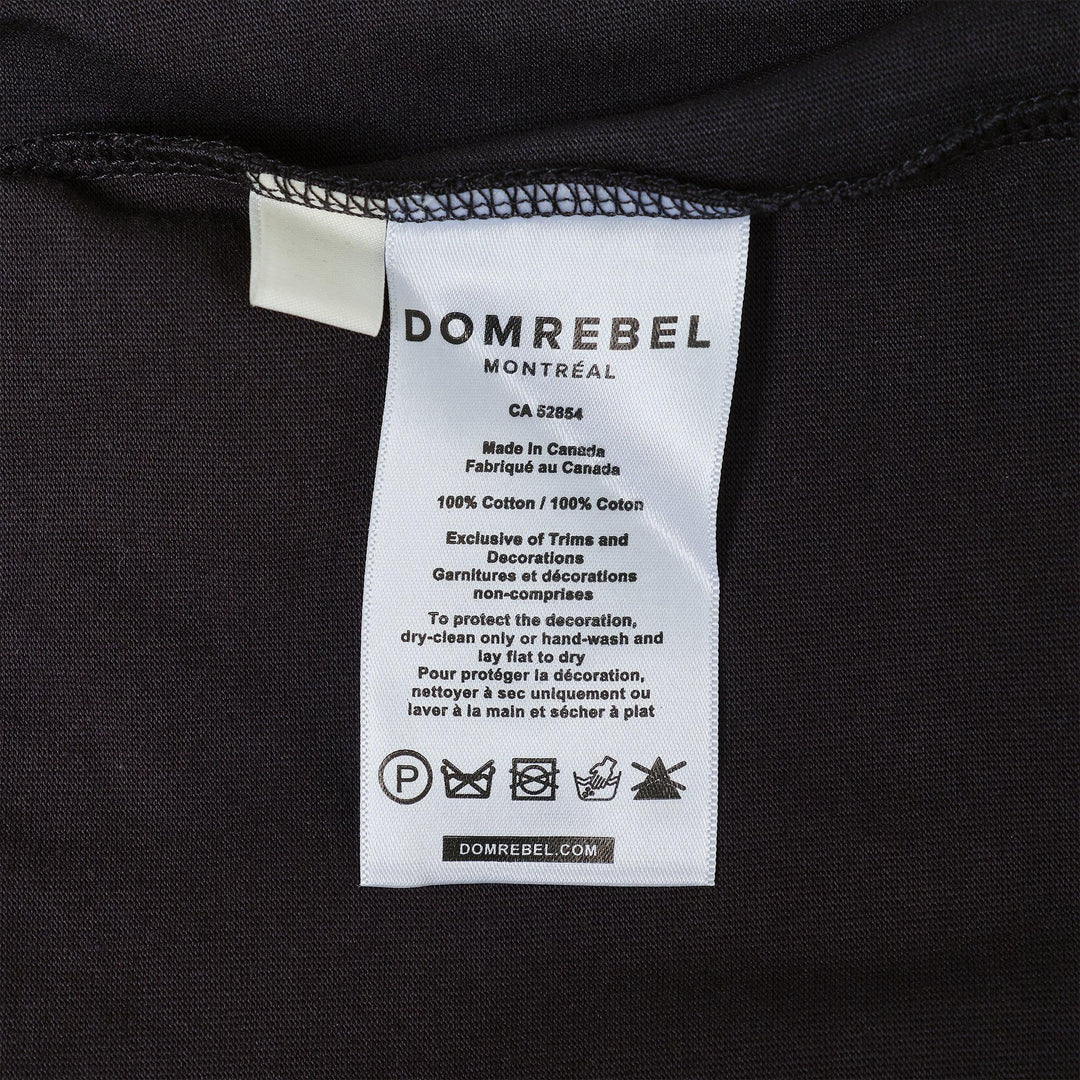 DOMREBEL
MONTRÉAL
CA 52854
Made in Canada
Fabriqué au Canada
100% Cotton / 100% Coton
Exclusive of Trims and
Decorations
Garnitures et décorations
non-comprises
To protect the decoration,
dry-clean only or hand-wash and
lay flat to dry
Pour protéger la décoration,
nettoyer à sec uniquement ou
laver à la main et sécher à plat
P
DOMREBEL.COM